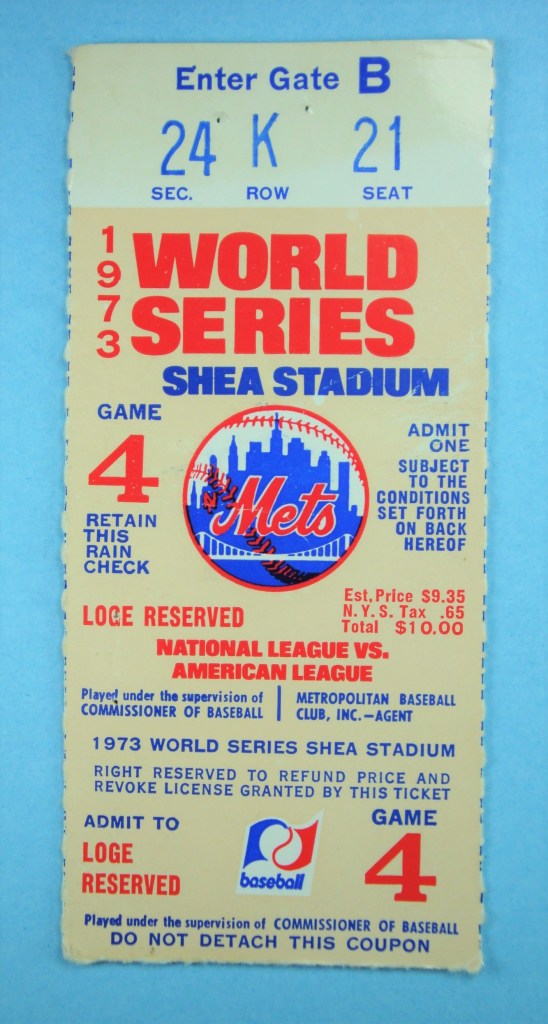 Enter Gate B
24 K 21
SEC. ROW SEAT
1973 WORLD
SERIES
SHEA STADIUM
GAME
4
RETAIN
THIS
RAIN
CHECK
Mets
ADMIT
ONE
SUBJECT
TO THE
CONDITIONS
SET FORTH
ON BACK
HEREOF
LOGE RESERVED
Est. Price $9.35
N.Y.S. Tax .65
Total $10.00
NATIONAL LEAGUE VS.
AMERICAN LEAGUE
Played under the supervision of
COMMISSIONER OF BASEBALL
METROPOLITAN BASEBALL
CLUB, INC.—AGENT
1973 WORLD SERIES SHEA STADIUM
RIGHT RESERVED TO REFUND PRICE AND
REVOKE LICENSE GRANTED BY THIS TICKET
ADMIT TO
LOGE
RESERVED
baseball
GAME
4
Played under the supervision of COMMISSIONER OF BASEBALL
DO NOT DETACH THIS COUPON